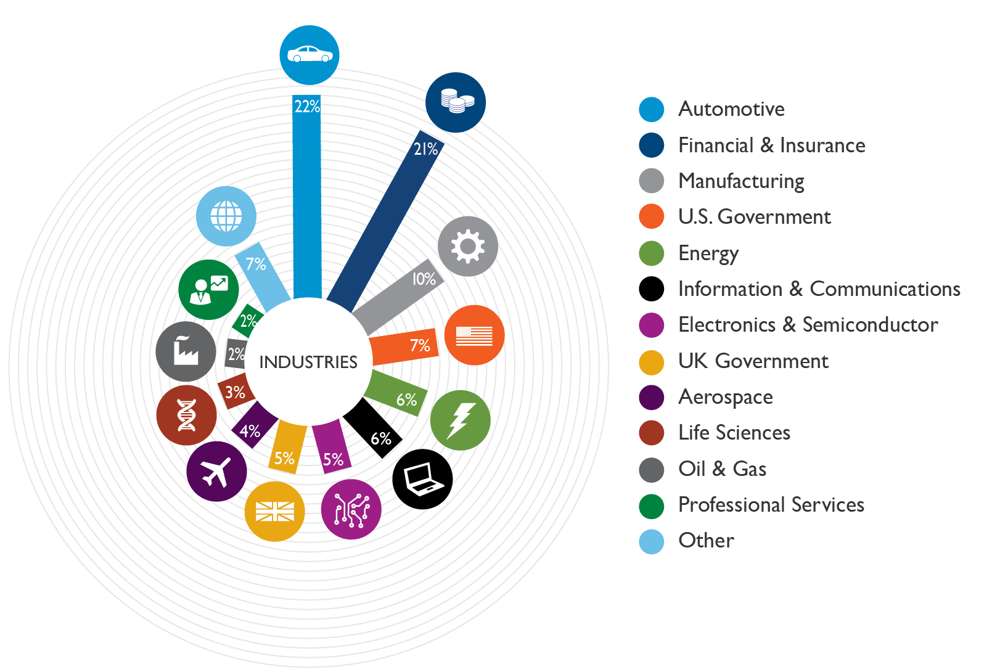 22%
21%
10%
7%
7%
6%
6%
5%
5%
4%
3%
2%
2%
INDUSTRIES
Automotive
Financial & Insurance
Manufacturing
U.S. Government
Energy
Information & Communications
Electronics & Semiconductor
UK Government
Aerospace
Life Sciences
Oil & Gas
Professional Services
Other